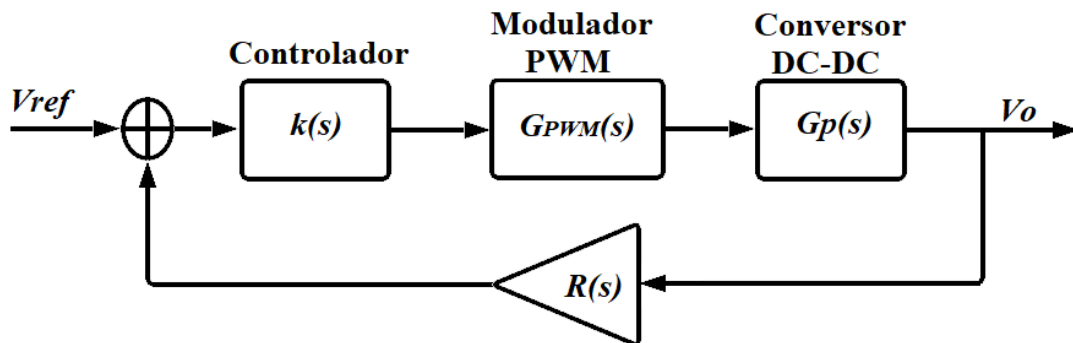 Controlador
Modulador
PWM
Conversor
DC-DC
Vref
k(s)
GPWM(s)
Gp(s)
Vo
R(s)